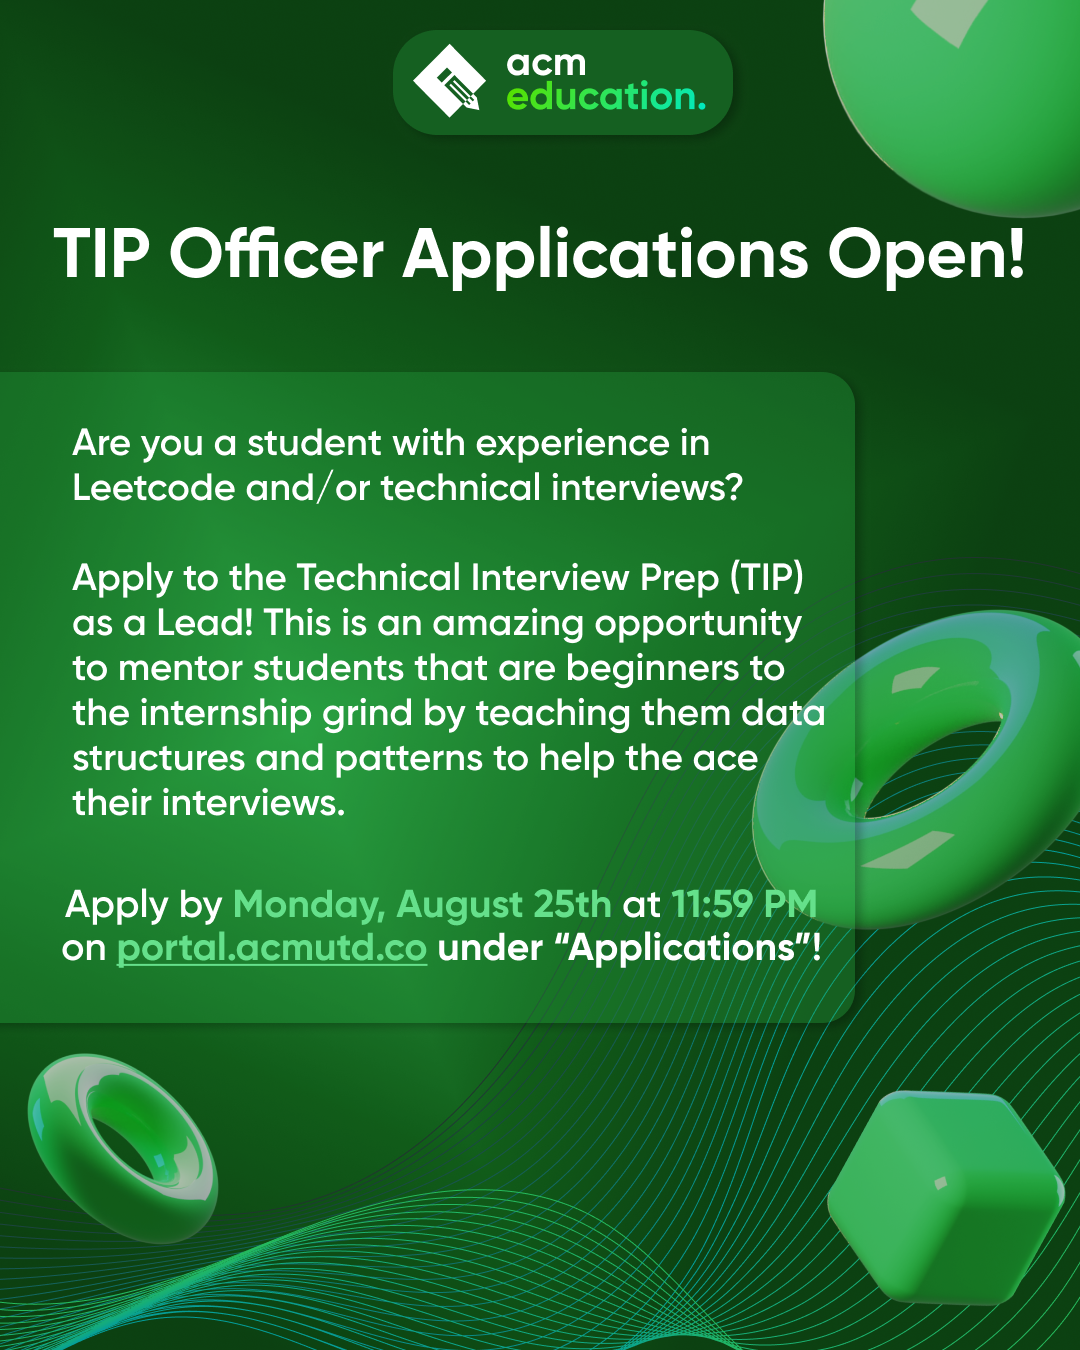 acm
education.
TIP Officer Applications Open!
Are you a student with experience in
Leetcode and/or technical interviews?
Apply to the Technical Interview Prep (TIP)
as a Lead! This is an amazing opportunity
to mentor students that are beginners to
the internship grind by teaching them data
structures and patterns to help the ace
their interviews.
Apply by Monday, August 25th at 11:59 PM
on portal.acmutd.co under “Applications”!